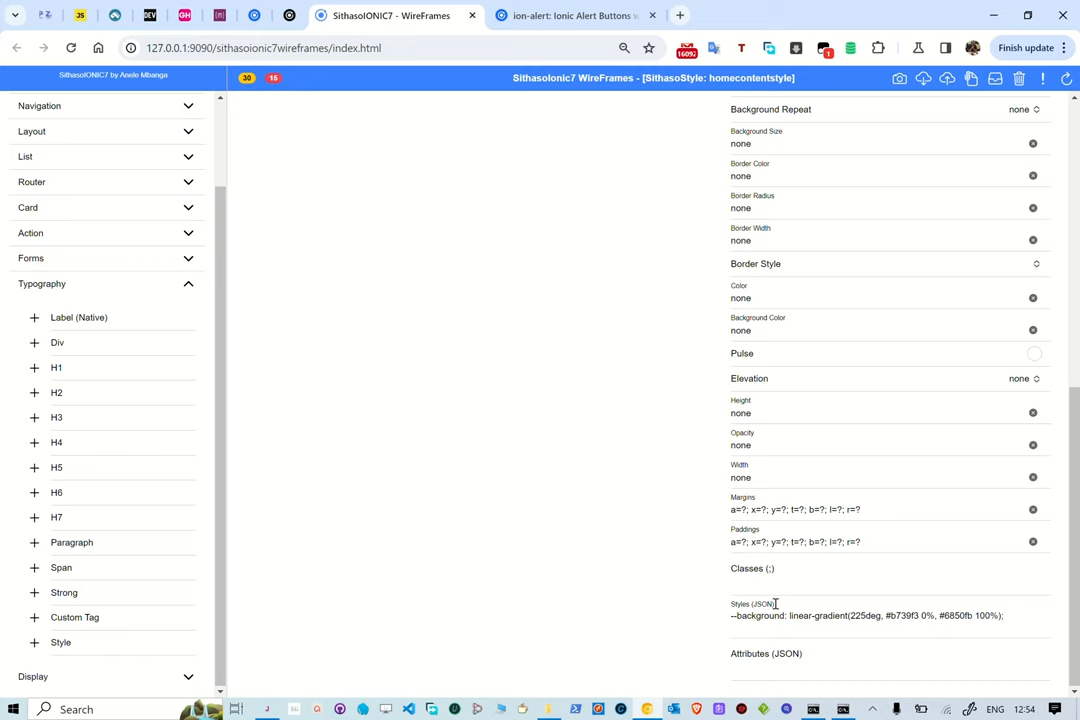 JS
DEV
GH
SithasoIONIC7 - WireFrames
ion-alert: Ionic Alert Buttons w
127.0.0.1:9090/sithasoionic7wireframes/index.html
16092
T
1
Finish update
SithasoIONIC7 by Anele Mbanga
30
15
SithasoIonic7 WireFrames - [SithasoStyle: homecontentstyle]
Navigation
Layout
List
Router
Card
Action
Forms
Typography
Label (Native)
Div
H1
H2
H3
H4
H5
H6
H7
Paragraph
Span
Strong
Custom Tag
Style
Display
Background Repeat
none
Background Size
none
Border Color
none
Border Radius
none
Border Width
none
Border Style
Color
none
Background Color
none
Pulse
Elevation
none
Height
none
Opacity
none
Width
none
Margins
a=?; x=?; y=?; t=?; b=?; l=?; r=?
Paddings
a=?; x=?; y=?; t=?; b=?; l=?; r=?
Classes (;)
Styles (JSON)
--background: linear-gradient(225deg, #b739f3 0%, #6850fb 100%);
Attributes (JSON)
Search
ENG
12:54